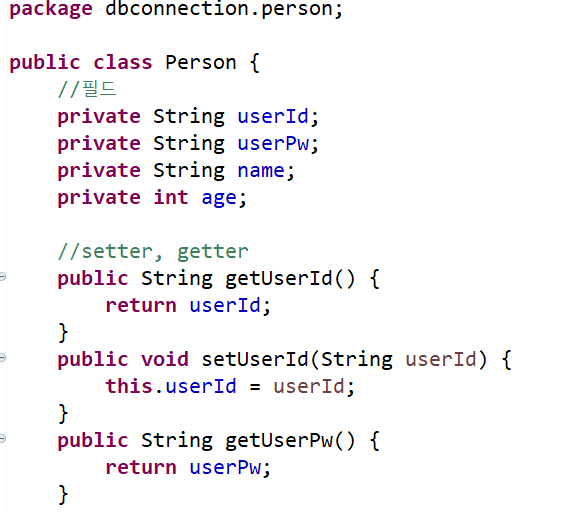 package dbconnection.person;
public class Person {
//필드
private String userId;
private String userPw;
private String name;
private int age;
//setter, getter
public String getUserId() {
return userId;
}
public void setUserId(String userId) {
this.userId = userId;
}
public String getUserPw() {
return userPw;
}